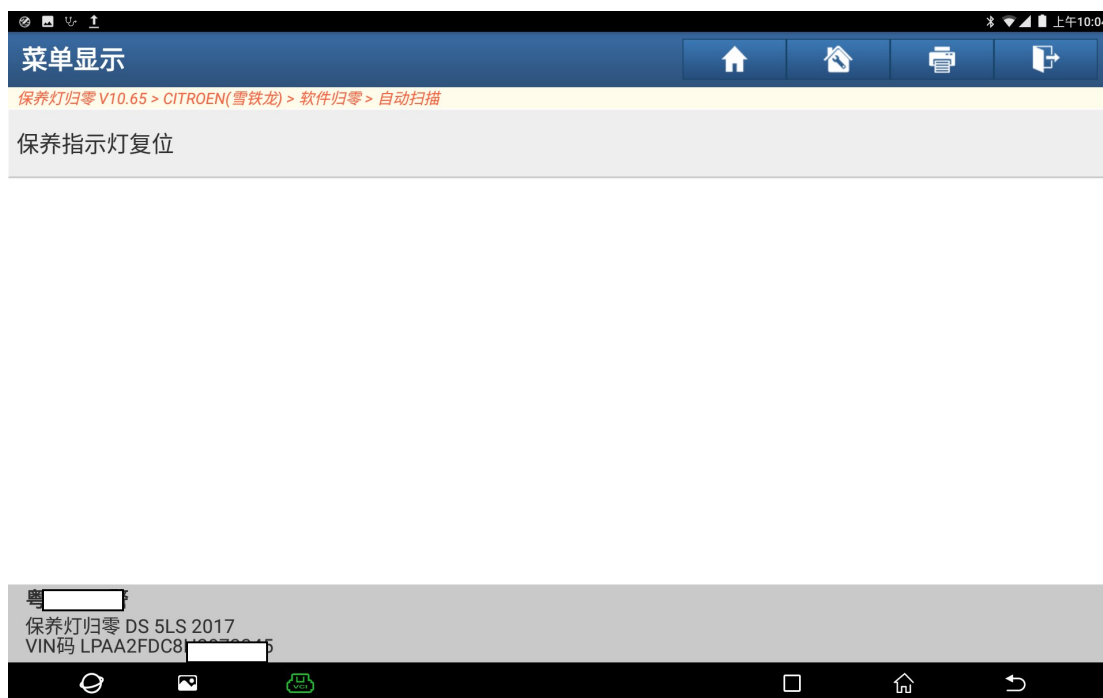 上午10:04
菜单显示
保养灯归零 V10.65 > CITROEN(雪铁龙) > 软件归零 > 自动扫描
保养指示灯复位
粤
保养灯归零 DS 5LS 2017
VIN码 LPAA2FDC8
VCI